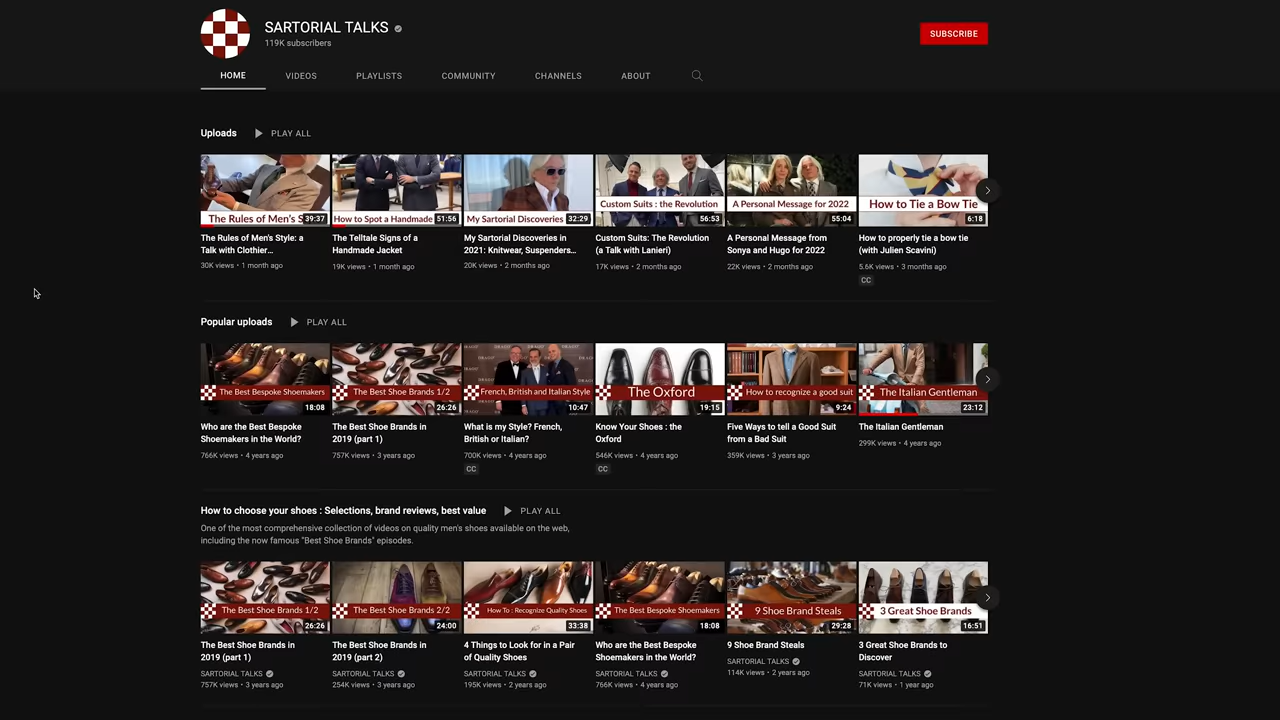 SARTORIAL TALKS
119K subscribers
SUBSCRIBE
HOME VIDEOS PLAYLISTS COMMUNITY CHANNELS ABOUT
Uploads PLAY ALL
The Rules of Men's S 39:37
How to Spot a Handmade 51:56
My Sartorial Discoveries 32:29
Custom Suits : the Revolution 56:53
A Personal Message for 2022 55:04
How to Tie a Bow Tie 6:18
The Rules of Men's Style: a
Talk with Clothier...
30K views • 1 month ago
The Telltale Signs of a
Handmade Jacket
19K views • 1 month ago
My Sartorial Discoveries in
2021: Knitwear, Suspenders...
20K views • 2 months ago
Custom Suits: The Revolution
(a Talk with Lanieri)
17K views • 2 months ago
A Personal Message from
Sonya and Hugo for 2022
22K views • 2 months ago
How to properly tie a bow tie
(with Julien Scavini)
5.6K views • 3 months ago
CC
Popular uploads PLAY ALL
The Best Bespoke Shoemakers
18:08
The Best Shoe Brands 1/2
26:26
DRAGO
French, British and Italian Style
10:47
The Oxford
19:15
How to recognize a good suit
9:24
The Italian Gentleman
23:12
Who are the Best Bespoke
Shoemakers in the World?
766K views • 4 years ago
The Best Shoe Brands in
2019 (part 1)
757K views • 3 years ago
What is my Style? French,
British or Italian?
700K views • 4 years ago
CC
Know Your Shoes : the
Oxford
546K views • 4 years ago
CC
Five Ways to tell a Good Suit
from a Bad Suit
359K views • 3 years ago
The Italian Gentleman
299K views • 4 years ago
How to choose your shoes : Selections, brand reviews, best value PLAY ALL
One of the most comprehensive collection of videos on quality men's shoes available on the web,
including the now famous "Best Shoe Brands" episodes.
The Best Shoe Brands 1/2
26:26
The Best Shoe Brands 2/2
24:00
How To : Recognize Quality Shoes
33:38
The Best Bespoke Shoemakers
18:08
9 Shoe Brand Steals
29:28
3 Great Shoe Brands
16:51
The Best Shoe Brands in
2019 (part 1)
SARTORIAL TALKS
757K views • 3 years ago
The Best Shoe Brands in
2019 (part 2)
SARTORIAL TALKS
254K views • 3 years ago
4 Things to Look for in a Pair
of Quality Shoes
SARTORIAL TALKS
195K views • 2 years ago
Who are the Best Bespoke
Shoemakers in the World?
SARTORIAL TALKS
766K views • 4 years ago
9 Shoe Brand Steals
SARTORIAL TALKS
114K views • 2 years ago
3 Great Shoe Brands to
Discover
SARTORIAL TALKS
71K views • 1 year ago